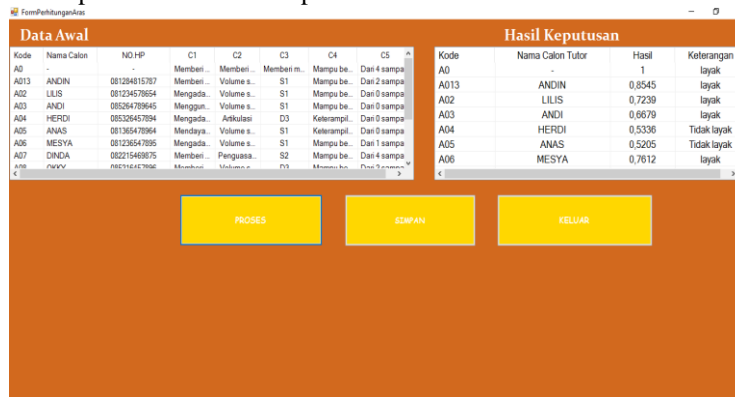 FormPerhitunganAras
Data Awal
Kode Nama Calon NO.HP C1 C2 C3 C4 C5
A0 - - Memberi ... Memberi... Memberi m... Mampu be... Dari 4 sampa
A013 ANDIN 081284815787 Memberi... Volume s... S1 Mampu be... Dari 2 sampa
A02 LILIS 081234578654 Mengada... Volume s... S1 Mampu be... Dari 0 sampa
A03 ANDI 085264789645 Menggun... Volume s... S1 Mampu be... Dari 0 sampa
A04 HERDI 085326457894 Mengada... Artikulasi D3 Keterampil... Dari 0 sampa
A05 ANAS 081365478964 Mendaya... Volume s... S1 Keterampil... Dari 0 sampa
A06 MESYA 081236547895 Mengada... Volume s... S1 Mampu be... Dari 1 sampa
A07 DINDA 082215469875 Memberi ... Penguasa... S2 Mampu be... Dari 4 sampa
Hasil Keputusan
Kode Nama Calon Tutor Hasil Keterangan
A0 - 1 layak
A013 ANDIN 0,8545 layak
A02 LILIS 0,7239 layak
A03 ANDI 0,6679 layak
A04 HERDI 0,5336 Tidak layak
A05 ANAS 0,5205 Tidak layak
A06 MESYA 0,7612 layak
PROSES
SIMPAN
KELUAR